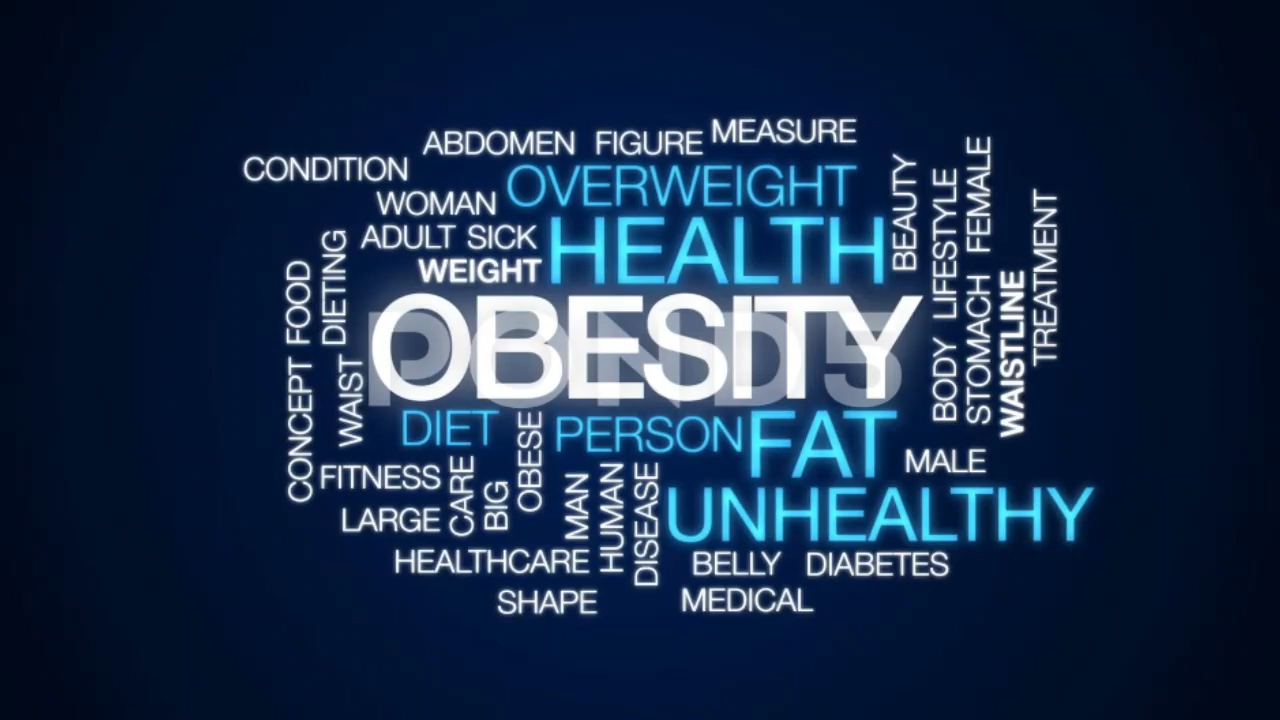 MEASURE
ABDOMEN FIGURE
CONDITION
OVERWEIGHT
WOMAN
ADULT SICK
HEALTH
WEIGHT
OBESITY
POND5
DIET
PERSON
FAT
MALE
FITNESS
LARGE
UNHEALTHY
HEALTHCARE
BELLY DIABETES
SHAPE
MEDICAL
CONCEPT FOOD
DIETING
WAIST
CARE
BIG
OBESE
MAN
HUMAN
DISEASE
BEAUTY
BODY LIFESTYLE
STOMACH FEMALE
WAISTLINE
TREATMENT